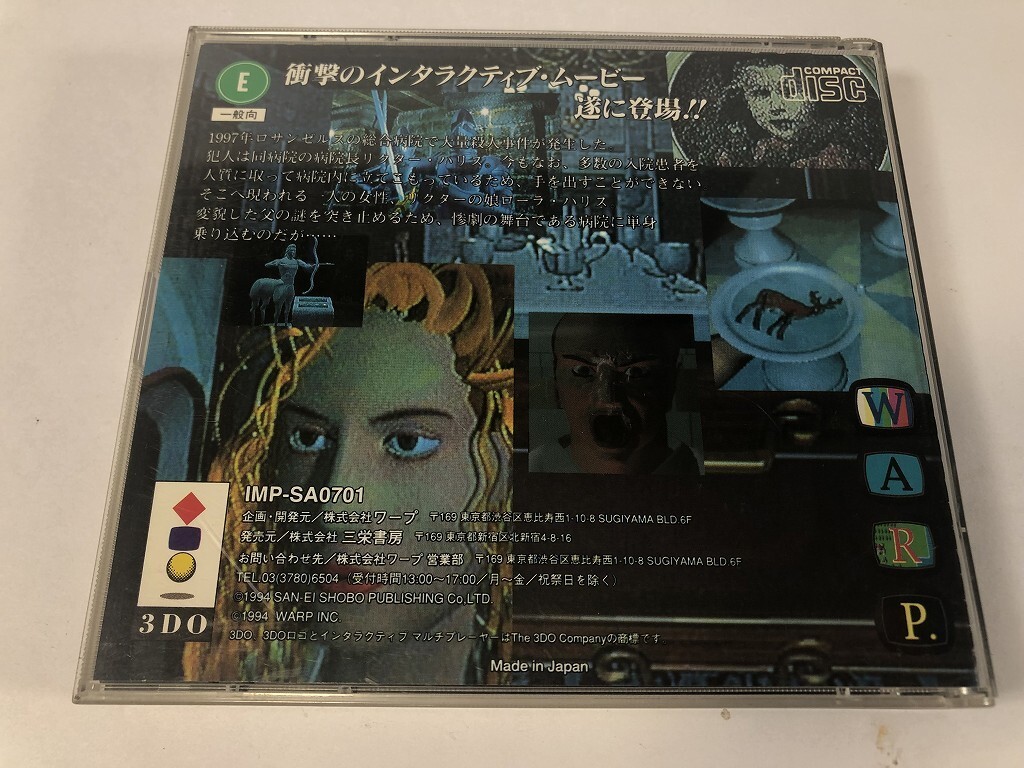 E
一般向
衝撃のインタラクティブ・ムービー
遂に登場!!
COMPACT
disc
1997年ロサンゼルスの総合病院で大量殺人事件が発生した
犯人は同病院の病院長リクター・ハリス 今もなお、多数の入院患者を
人質に取って病院内に立てこもっているため、手を出すことができない
そこへ現われる 一人の女性、リクターの娘ローラ・ハリス
変貌した父の謎を突き止めるため、惨劇の舞台である病院に単身
乗り込むのだが……
W
A
R
P.
IMP-SA0701
企画・開発元／株式会社ワープ 〒169 東京都渋谷区恵比寿西1-10-8 SUGIYAMA BLD.6F
発売元／株式会社 三栄書房 〒169 東京都新宿区北新宿4-8-16
お問い合わせ先／株式会社ワープ 営業部 〒169 東京都渋谷区恵比寿西1-10-8 SUGIYAMA BLD.6F
TEL.03(3780)6504（受付時間13:00〜17:00／月〜金／祝祭日を除く）
©1994 SAN-EI SHOBO PUBLISHING Co,LTD.
©1994 WARP INC.
3DO、3DOロゴとインタラクティブ マルチプレーヤーはThe 3DO Companyの商標です。
3DO
Made in Japan